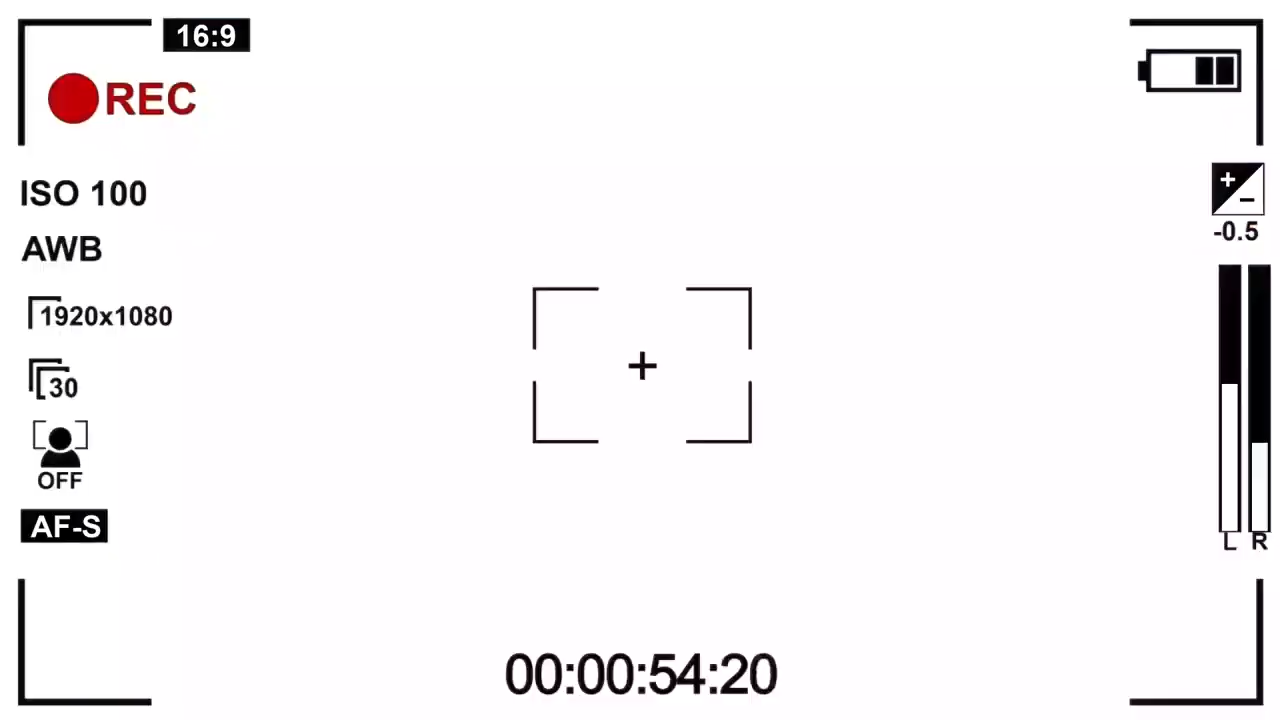 16:9
REC
ISO 100
AWB
1920x1080
30
OFF
AF-S
+
-
-0.5
L R
00:00:54:20